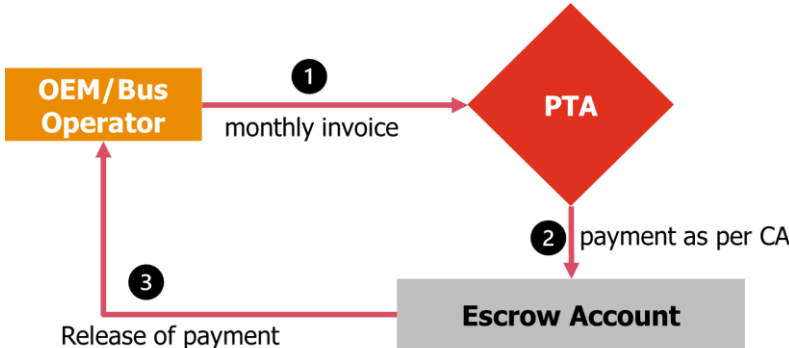 1
OEM/Bus
Operator
PTA
monthly invoice
2
payment as per CA
3
Escrow Account
Release of payment